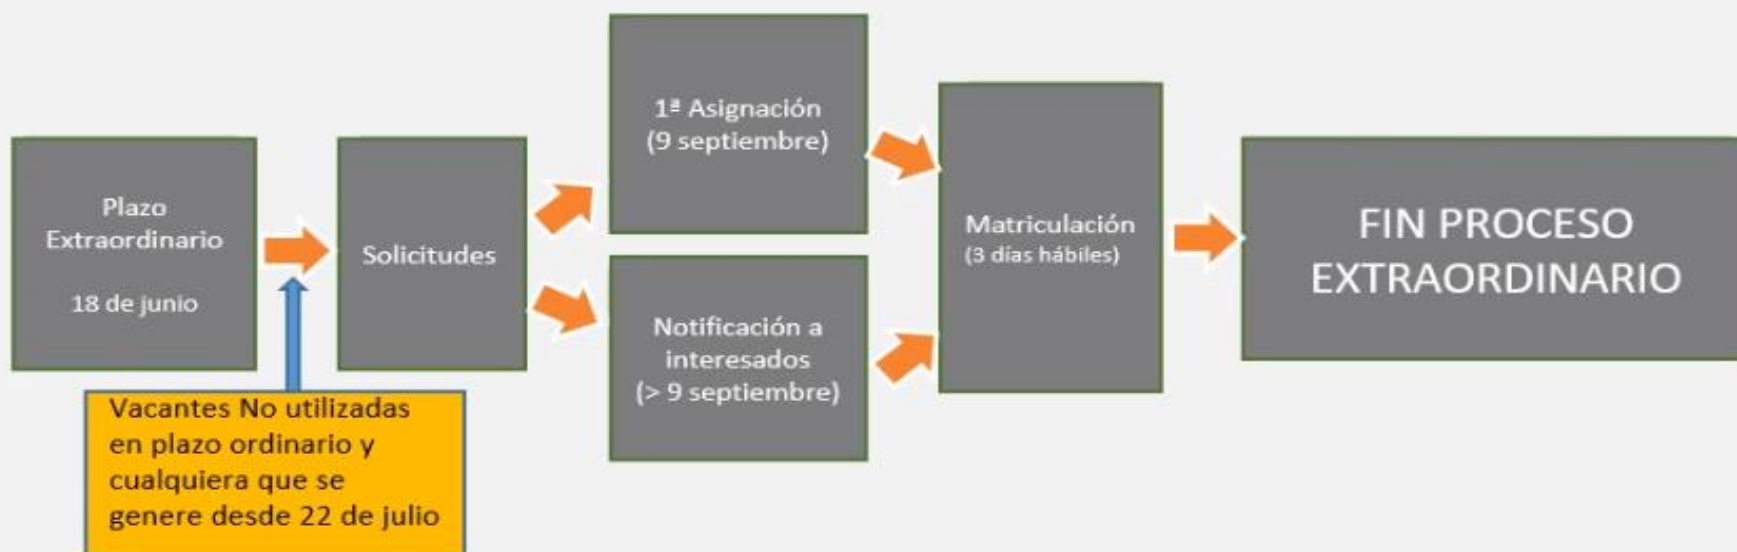 Plazo
Extraordinario
18 de junio
Vacantes No utilizadas
en plazo ordinario y
cualquiera que se
genere desde 22 de julio
Solicitudes
1ª Asignación
(9 septiembre)
Notificación a
interesados
(> 9 septiembre)
Matriculación
(3 días hábiles)
FIN PROCESO
EXTRAORDINARIO